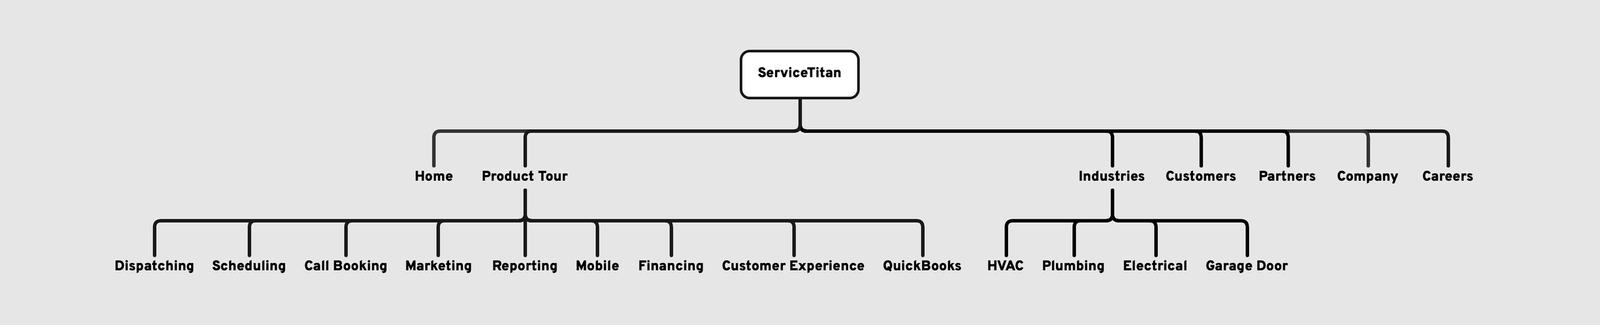 ServiceTitan
Home
Product Tour
Industries
Customers
Partners
Company
Careers
Dispatching
Scheduling
Call Booking
Marketing
Reporting
Mobile
Financing
Customer Experience
QuickBooks
HVAC
Plumbing
Electrical
Garage Door